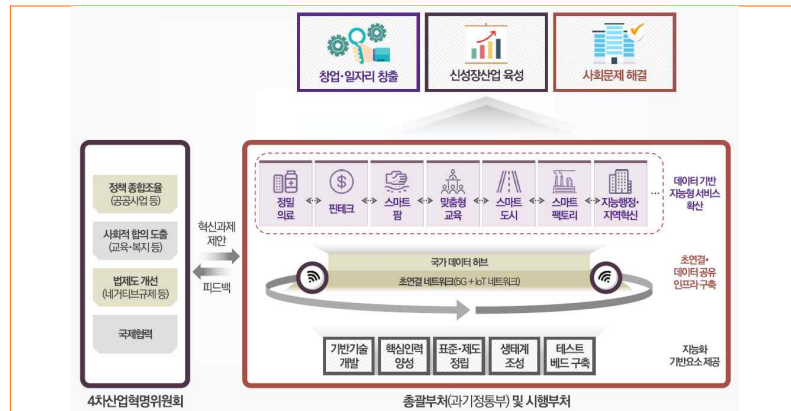 창업·일자리 창출
신성장산업 육성
사회문제 해결
정책 종합조율
(공공사업 등)
사회적 합의 도출
(교육·복지 등)
법제도 개선
(네거티브규제 등)
국제협력
4차산업혁명위원회
혁신과제
제안
피드백
정밀
의료
핀테크
스마트
팜
맞춤형
교육
스마트
도시
스마트
팩토리
지능행정·
지역혁신
...
데이터 기반
지능형 서비스
확산
국가 데이터 허브
초연결 네트워크(5G + IoT 네트워크)
초연결·
데이터 공유
인프라 구축
기반기술
개발
핵심인력
양성
표준·제도
정립
생태계
조성
테스트
베드 구축
지능화
기반요소 제공
총괄부처(과기정통부) 및 시행부처